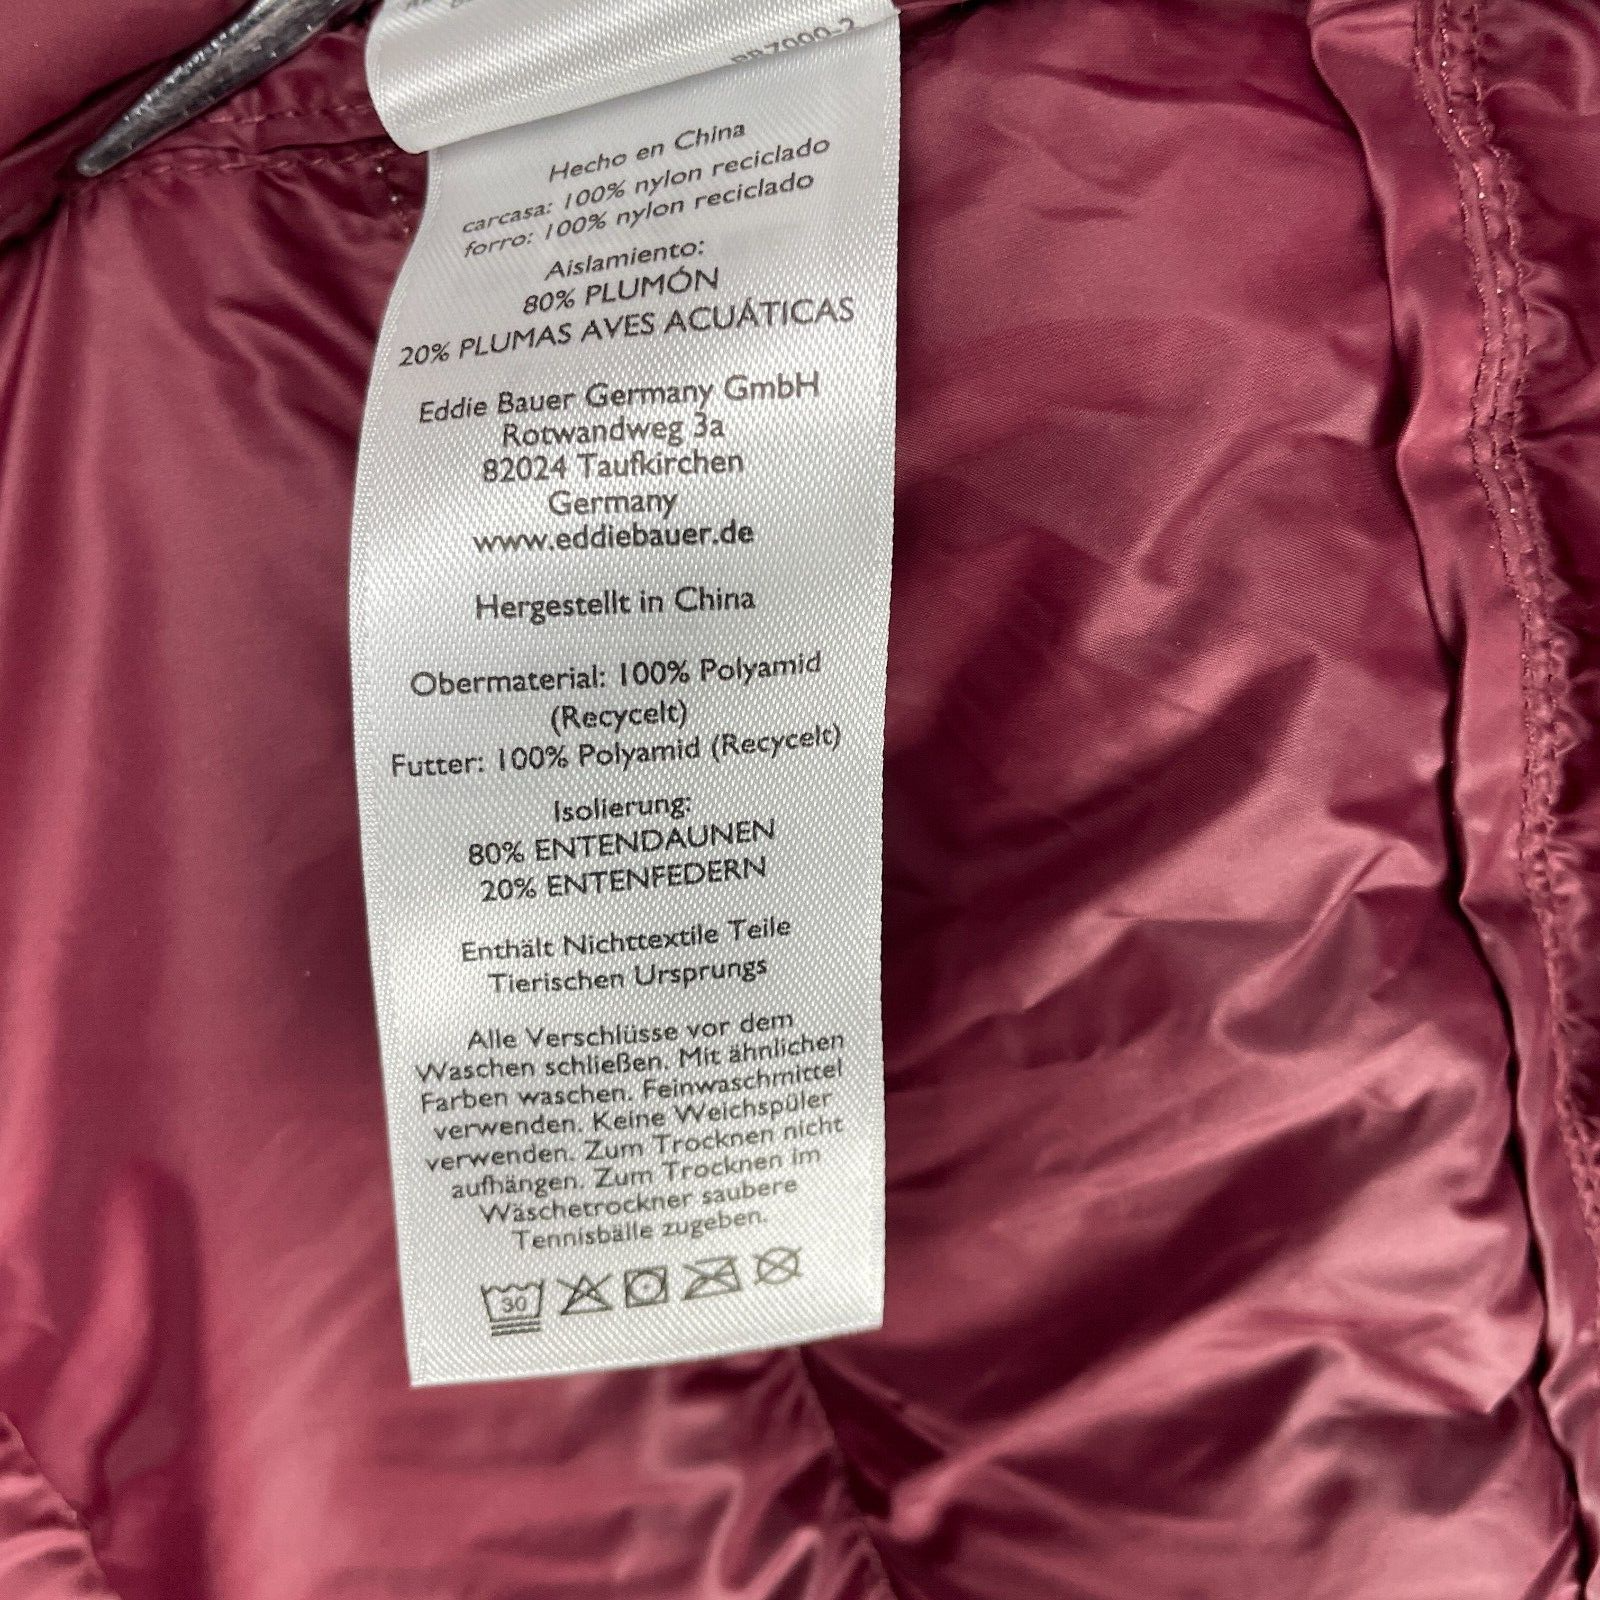 Hecho en China
carcasa: 100% nylon reciclado
forro: 100% nylon reciclado
Aislamiento:
80% PLUMÓN
20% PLUMAS AVES ACUÁTICAS
Eddie Bauer Germany GmbH
Rotwandweg 3a
82024 Taufkirchen
Germany
www.eddiebauer.de
Hergestellt in China
Obermaterial: 100% Polyamid
(Recycelt)
Futter: 100% Polyamid (Recycelt)
Isolierung:
80% ENTENDAUNEN
20% ENTENFEDERN
Enthält Nichttextile Teile
Tierischen Ursprungs
Alle Verschlüsse vor dem
Waschen schließen. Mit ähnlichen
Farben waschen. Feinwaschmittel
verwenden. Keine Weichspüler
verwenden. Zum Trocknen nicht
aufhängen. Zum Trocknen im
Wäschetrockner saubere
Tennisbälle zugeben.
30